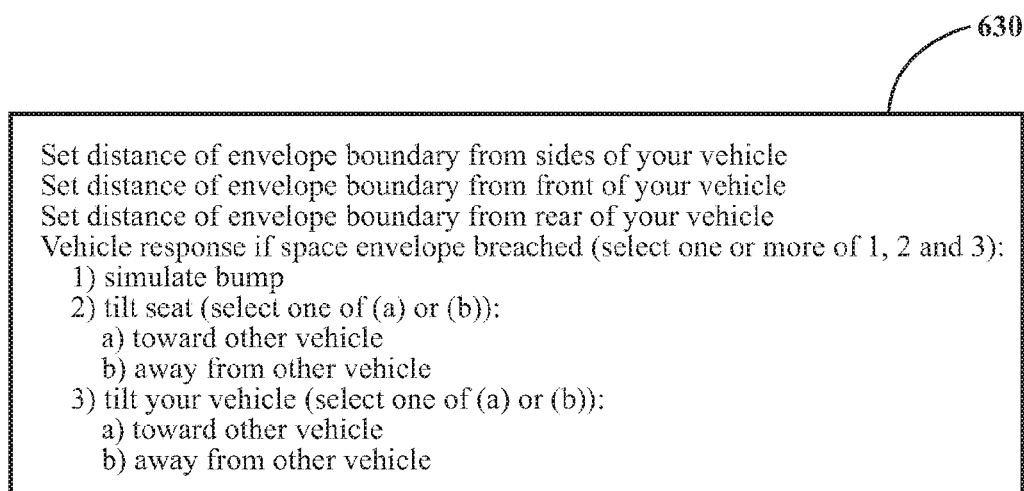 630
Set distance of envelope boundary from sides of your vehicle
Set distance of envelope boundary from front of your vehicle
Set distance of envelope boundary from rear of your vehicle
Vehicle response if space envelope breached (select one or more of 1, 2 and 3):
1) simulate bump
2) tilt seat (select one of (a) or (b)):
a) toward other vehicle
b) away from other vehicle
3) tilt your vehicle (select one of (a) or (b)):
a) toward other vehicle
b) away from other vehicle